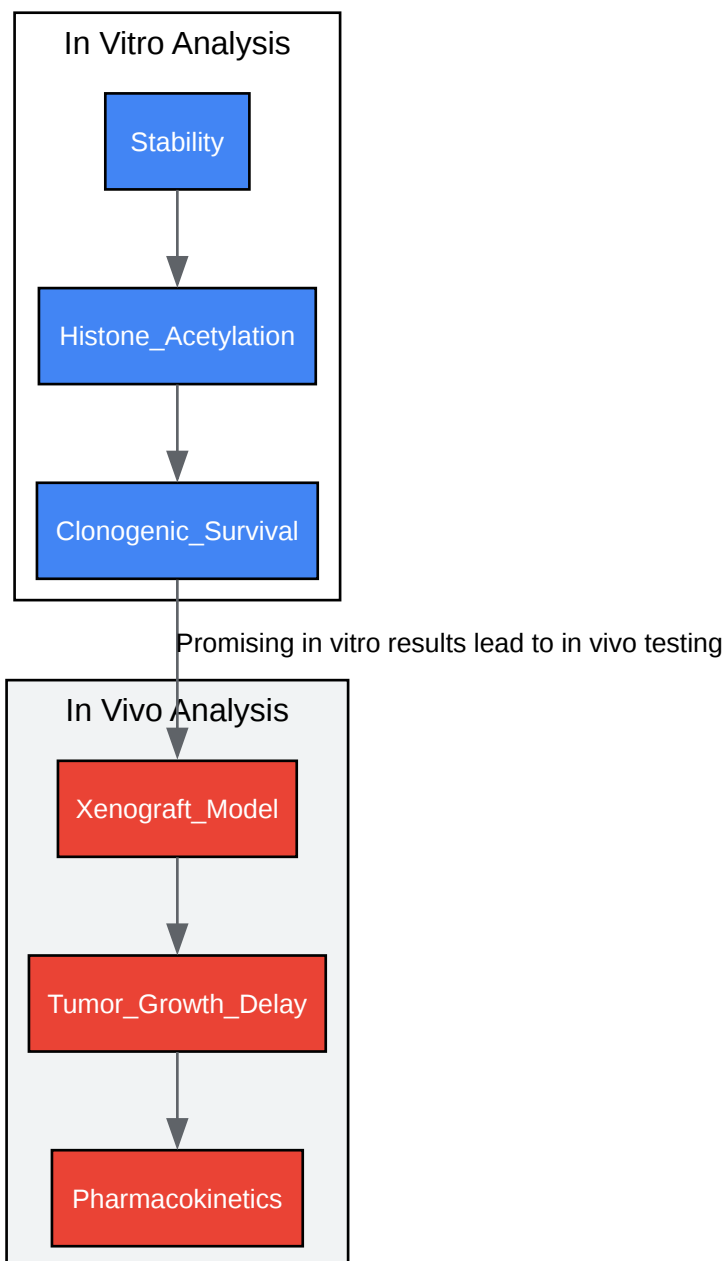 In Vitro Analysis
Stability
Histone_Acetylation
Clonogenic_Survival
Promising in vitro results lead to in vivo testing
In Vivo Analysis
Xenograft_Model
Tumor_Growth_Delay
Pharmacokinetics